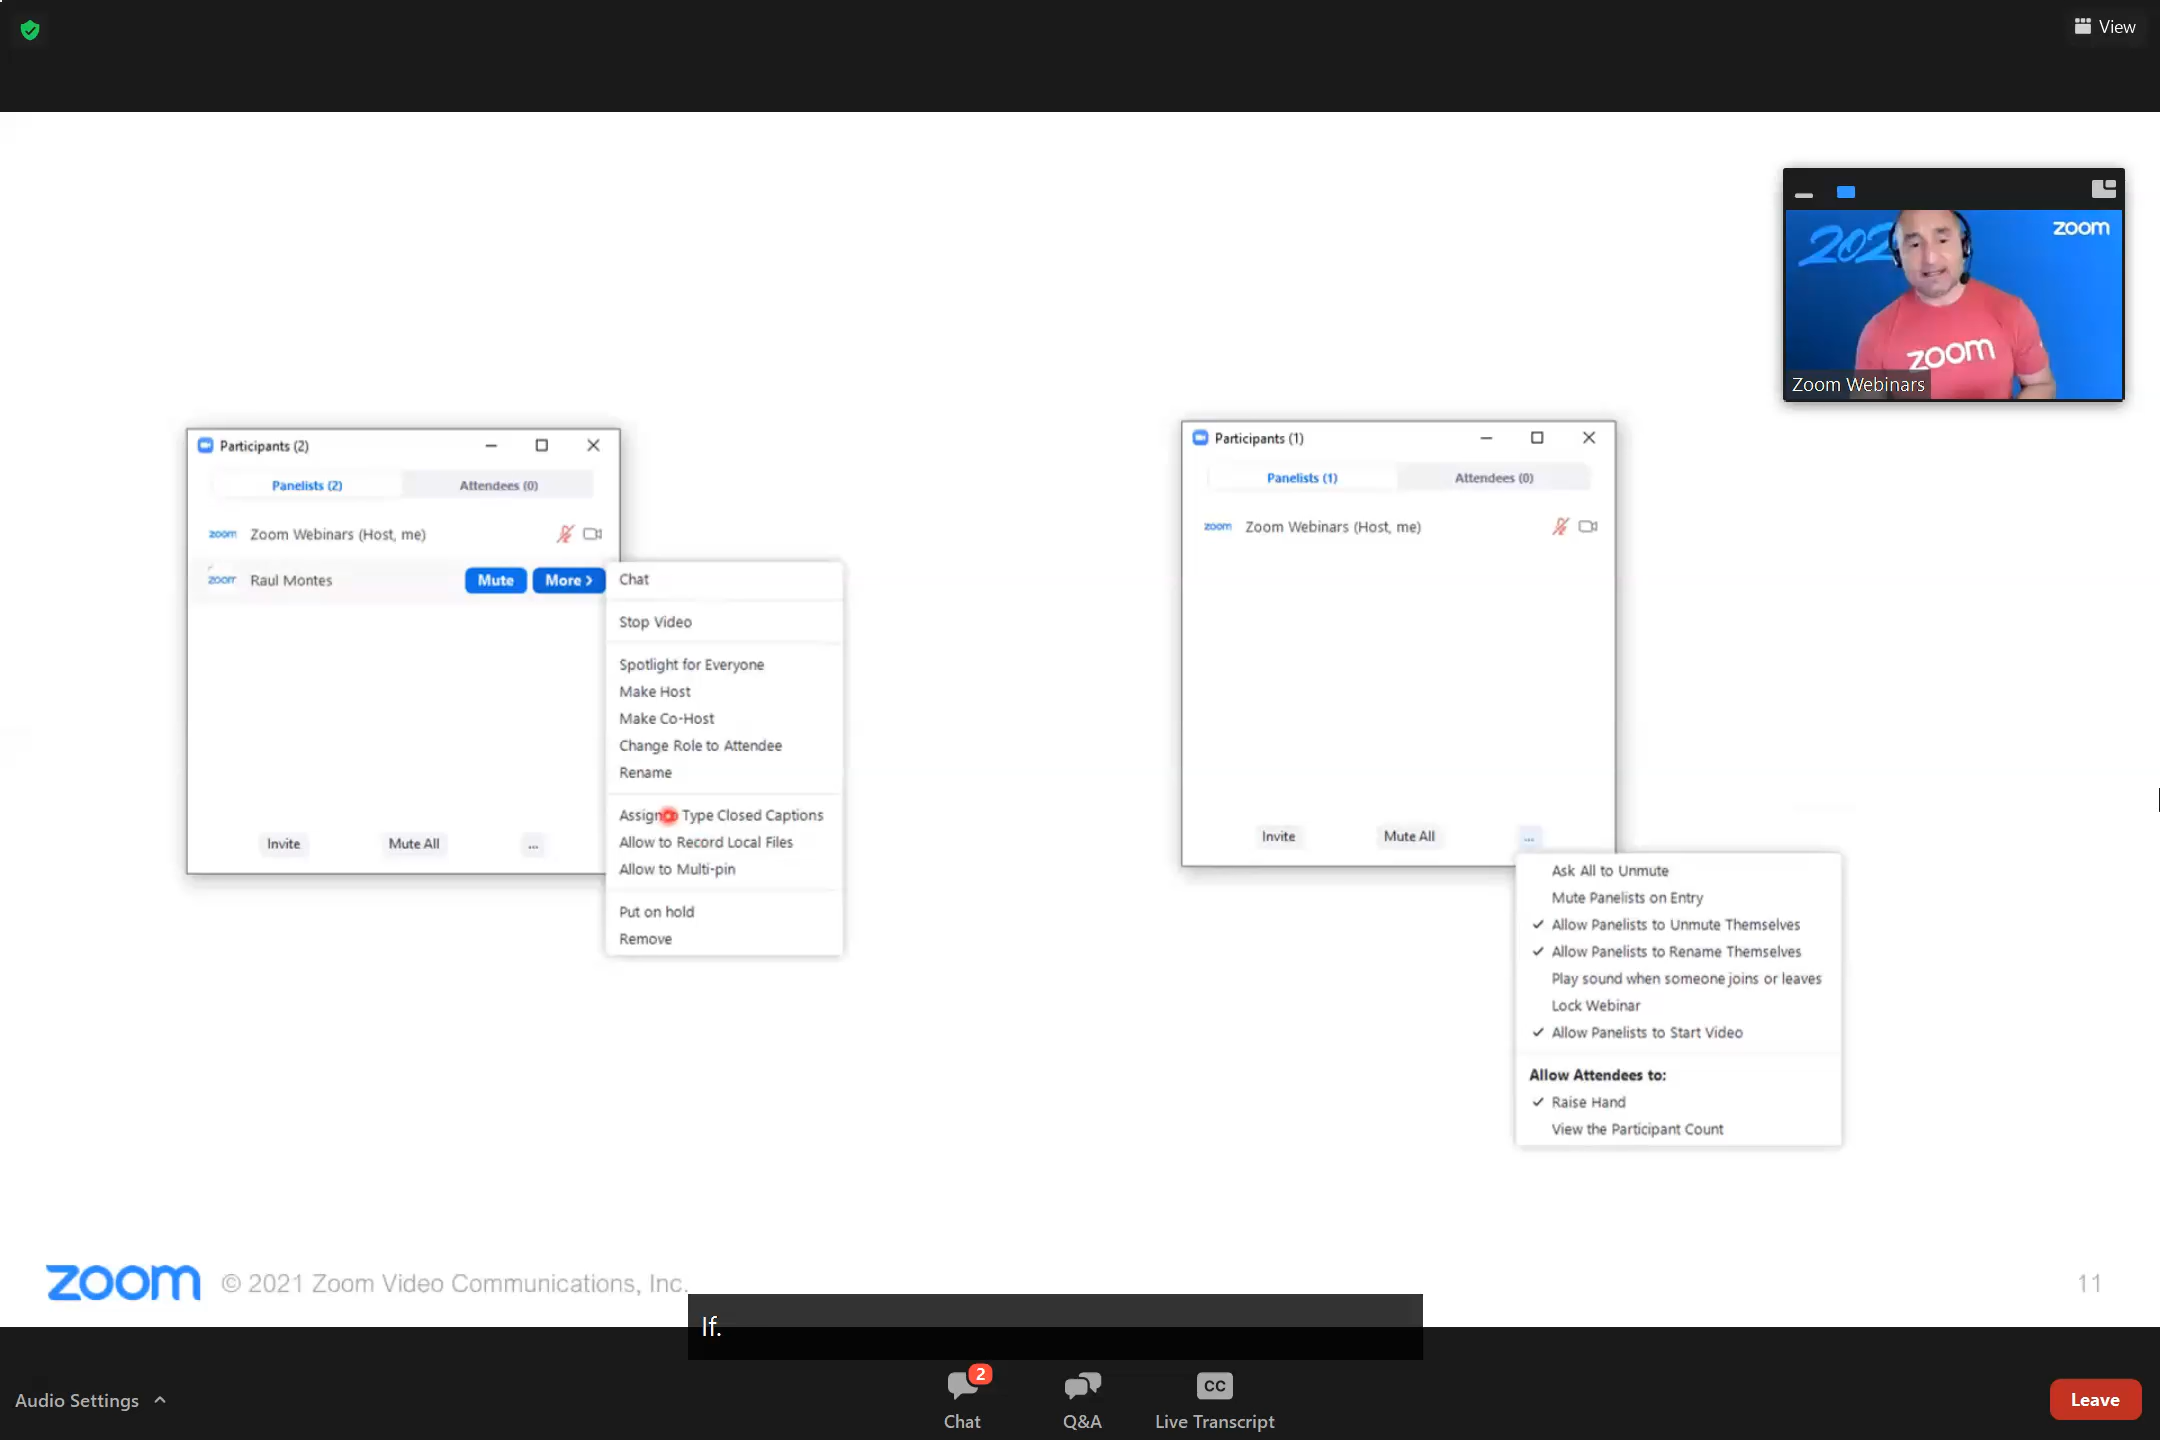 View
202
zoom
zoom
Zoom Webinars
Participants (2)
Panelists (2) Attendees (0)
zoom Zoom Webinars (Host, me)
zoom Raul Montes Mute More >
Chat
Stop Video
Spotlight for Everyone
Make Host
Make Co-Host
Change Role to Attendee
Rename
Assign Type Closed Captions
Allow to Record Local Files
Allow to Multi-pin
Put on hold
Remove
Invite Mute All ...
Participants (1)
Panelists (1) Attendees (0)
zoom Zoom Webinars (Host, me)
Invite Mute All ...
Ask All to Unmute
Mute Panelists on Entry
✓ Allow Panelists to Unmute Themselves
✓ Allow Panelists to Rename Themselves
Play sound when someone joins or leaves
Lock Webinar
✓ Allow Panelists to Start Video
Allow Attendees to:
✓ Raise Hand
View the Participant Count
zoom © 2021 Zoom Video Communications, Inc.
11
If.
Audio Settings
2
Chat
Q&A
CC
Live Transcript
Leave